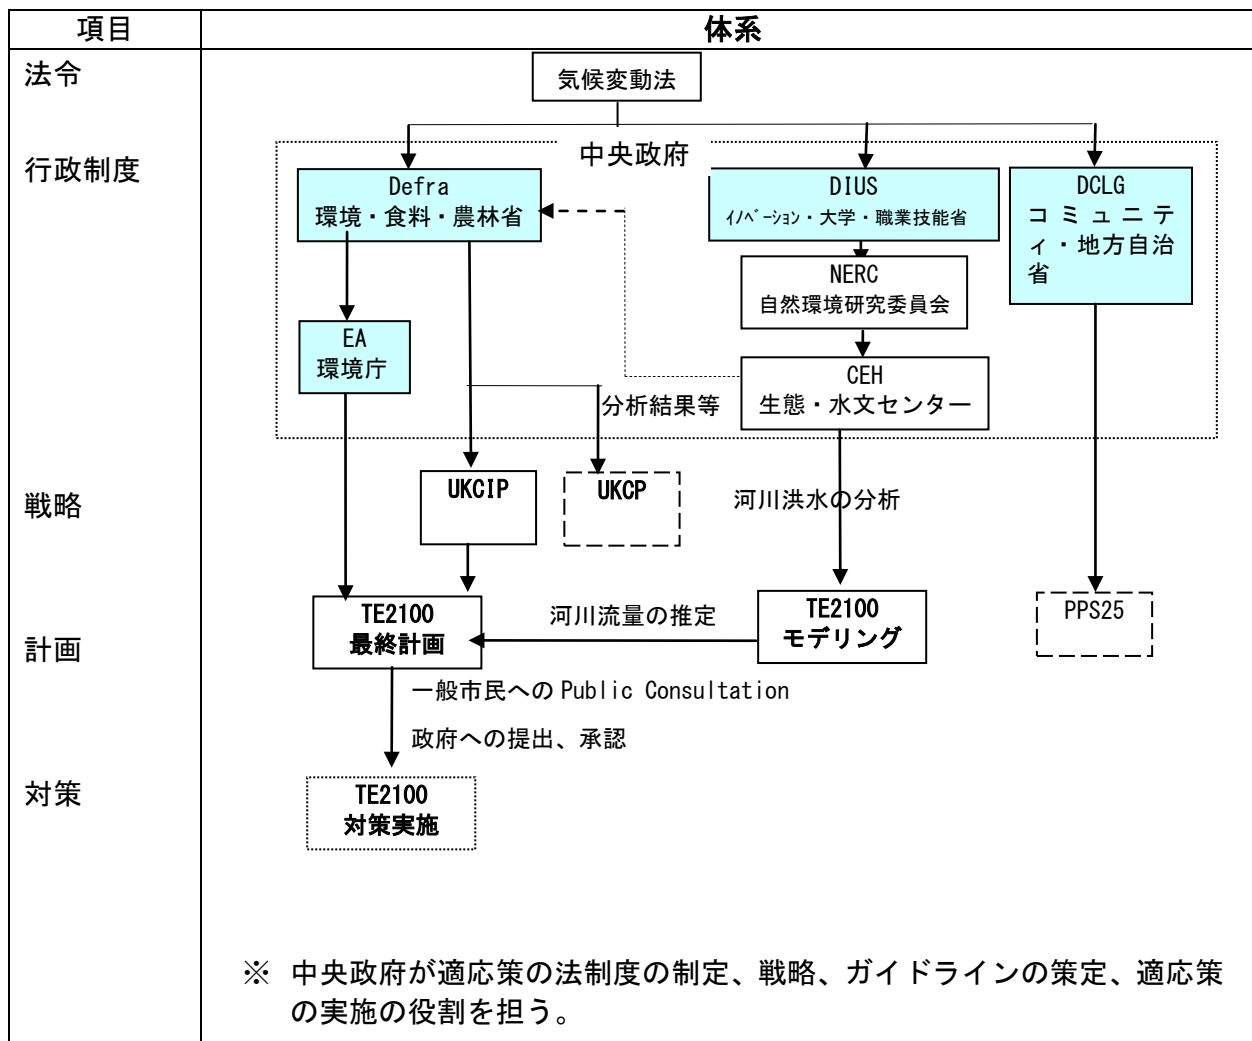 項目
体系
法令
気候変動法
行政制度
中央政府
Defra
環境・食料・農林省
DIUS
ｲﾉﾍﾞｰｼｮﾝ・大学・職業技能省
DCLG
コミュニテ
ィ・地方自治
省
NERC
自然環境研究委員会
EA
環境庁
CEH
生態・水文センター
分析結果等
戦略
UKCIP
UKCP
河川洪水の分析
計画
TE2100
最終計画
河川流量の推定
TE2100
モデリング
PPS25
一般市民への Public Consultation
政府への提出、承認
対策
TE2100
対策実施
※ 中央政府が適応策の法制度の制定、戦略、ガイドラインの策定、適応策
の実施の役割を担う。